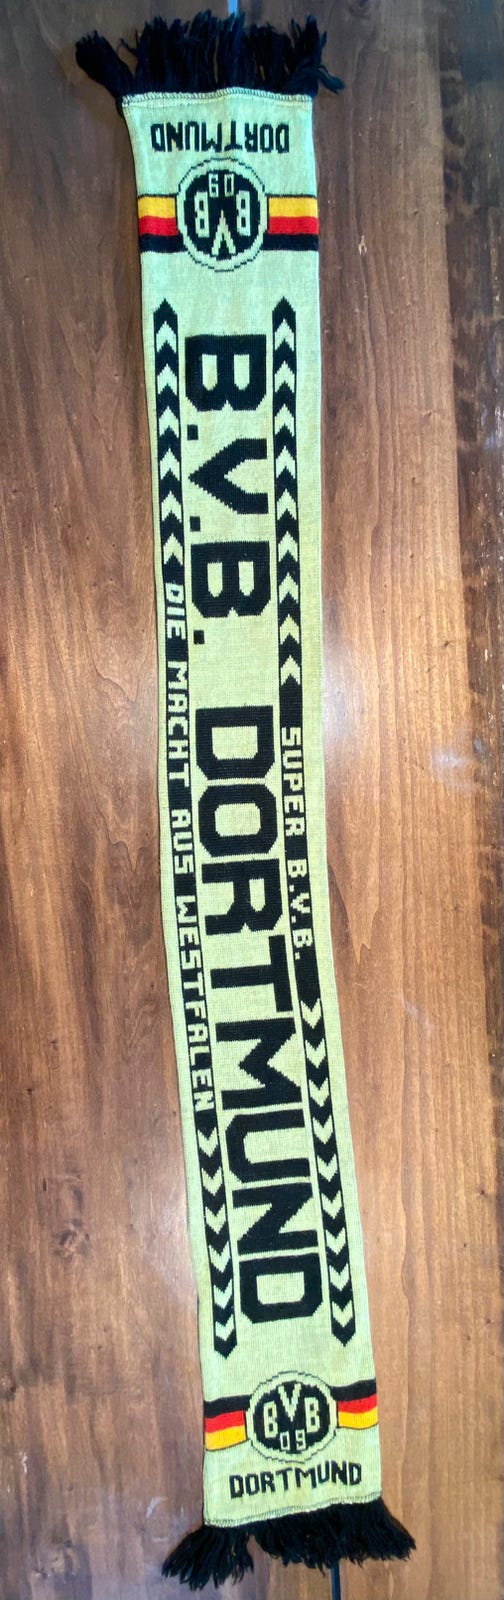 DORTMUND
BVB
09
SUPER B.V.B.
B.V.B. DORTMUND
DIE MACHT AUS WESTFALEN
BVB
09
DORTMUND